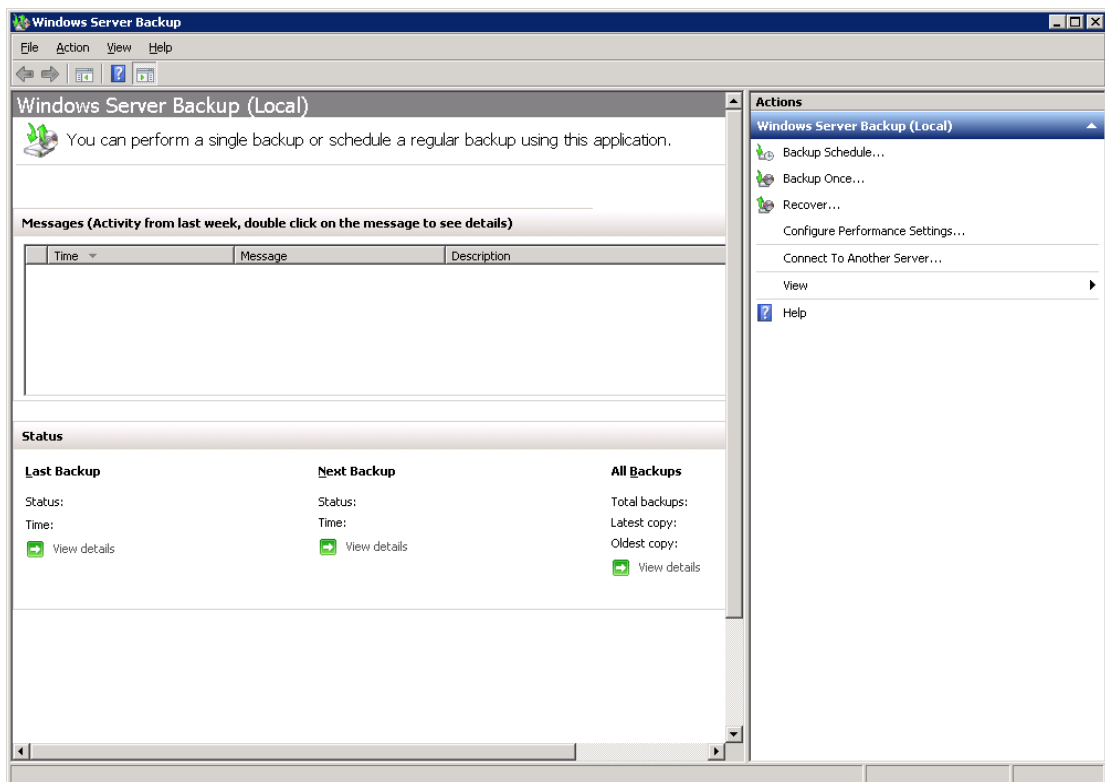 Windows Server Backup
File Action View Help
Windows Server Backup (Local)
You can perform a single backup or schedule a regular backup using this application.
Messages (Activity from last week, double click on the message to see details)
Time Message Description
Status
Last Backup
Status:
Time:
View details
Next Backup
Status:
Time:
View details
All Backups
Total backups:
Latest copy:
Oldest copy:
View details
Actions
Windows Server Backup (Local)
Backup Schedule...
Backup Once...
Recover...
Configure Performance Settings...
Connect To Another Server...
View
? Help